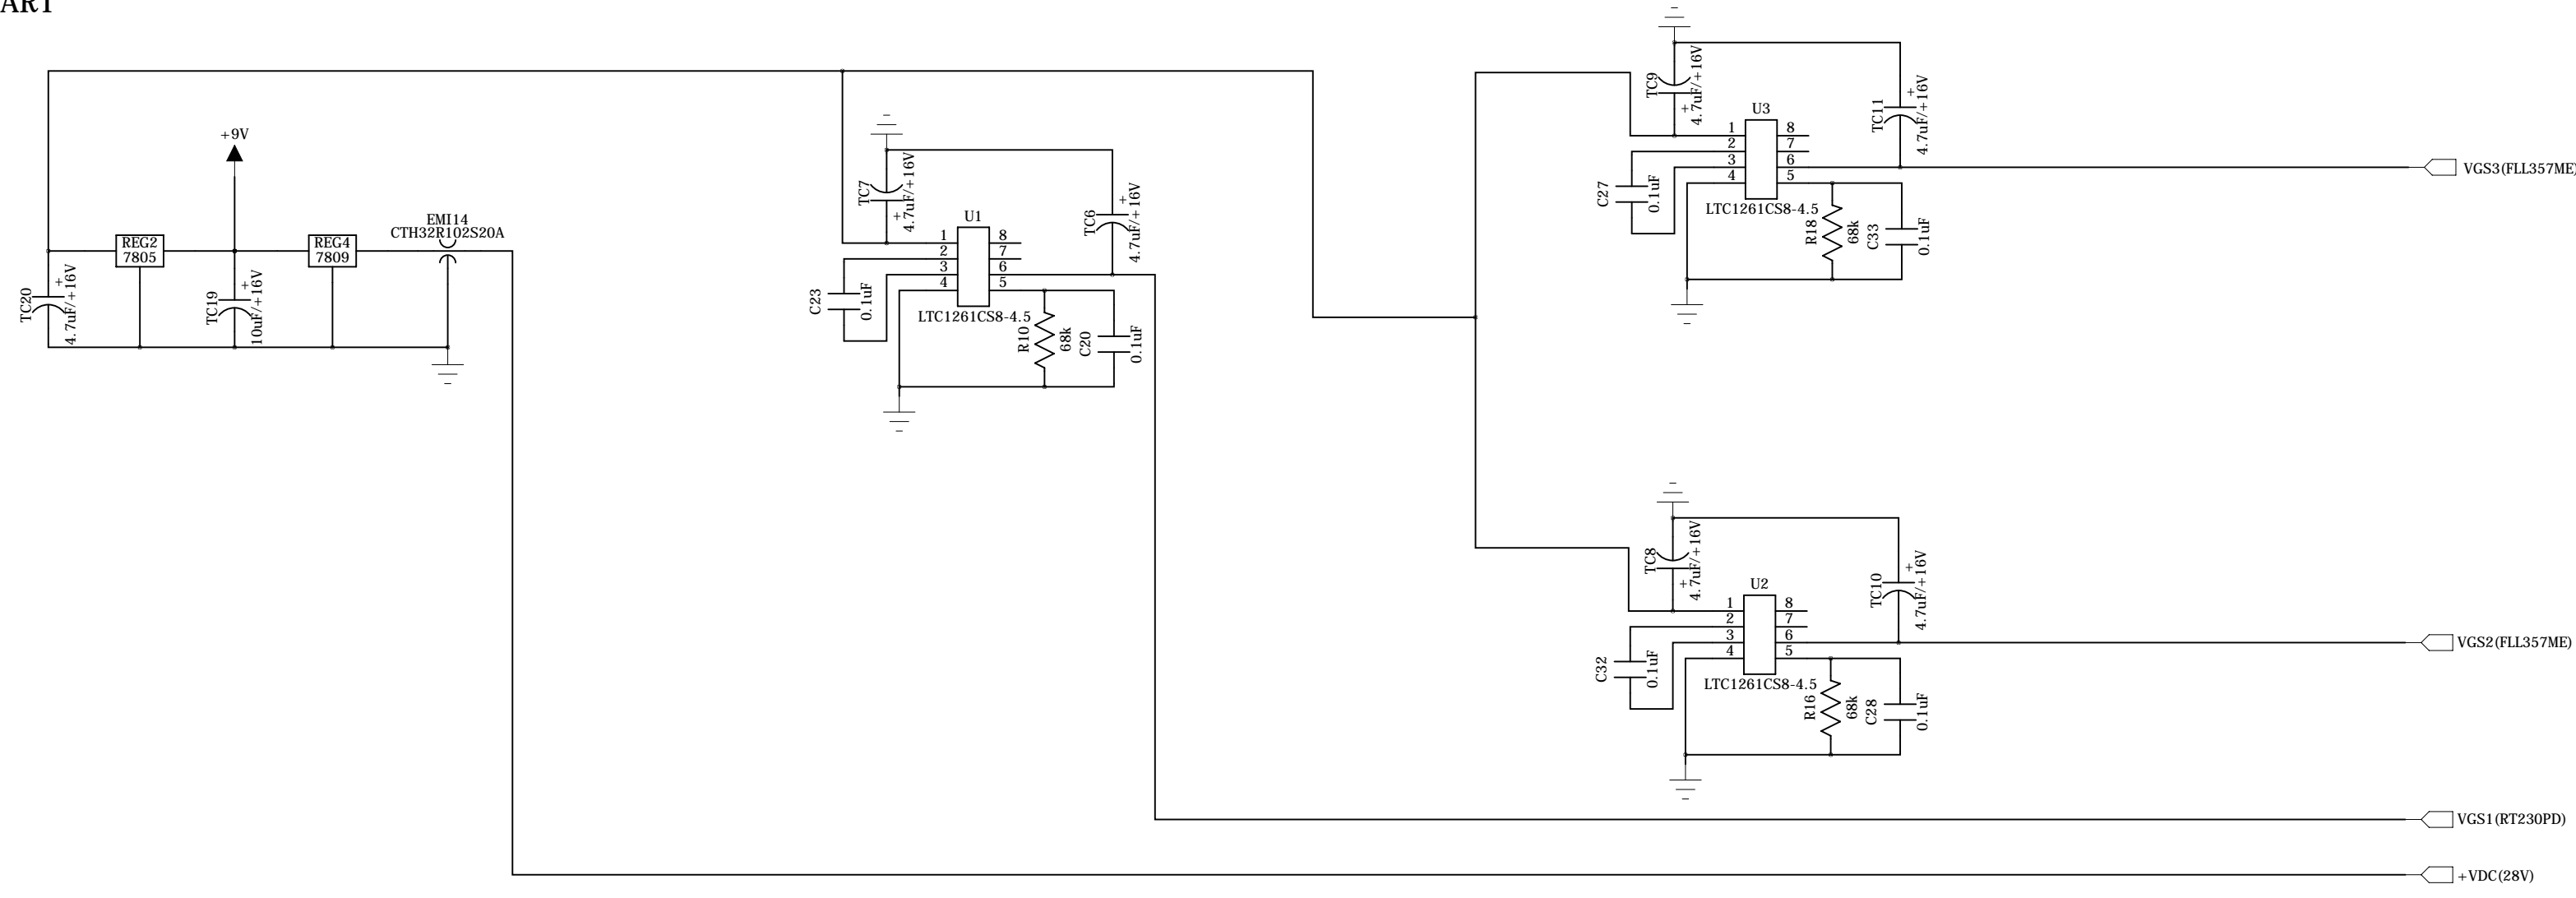 ART
+9V
REG2
7805
REG4
7809
EMI14
CTH32R102S20A
TC20
+
4.7uF/+16V
TC19
+
10uF/+16V
TC7
+
4.7uF/+16V
TC6
+
4.7uF/+16V
U1
1
2
3
4
8
7
6
5
LTC1261CS8-4.5
C23
0.1uF
R10
68k
C20
0.1uF
TC9
+
4.7uF/+16V
TC11
+
4.7uF/+16V
U3
1
2
3
4
8
7
6
5
LTC1261CS8-4.5
C27
0.1uF
R18
68k
C33
0.1uF
VGS3(FLL357ME)
TC8
+
4.7uF/+16V
TC10
+
4.7uF/+16V
U2
1
2
3
4
8
7
6
5
LTC1261CS8-4.5
C32
0.1uF
R16
68k
C28
0.1uF
VGS2(FLL357ME)
VGS1(RT230PD)
+VDC(28V)